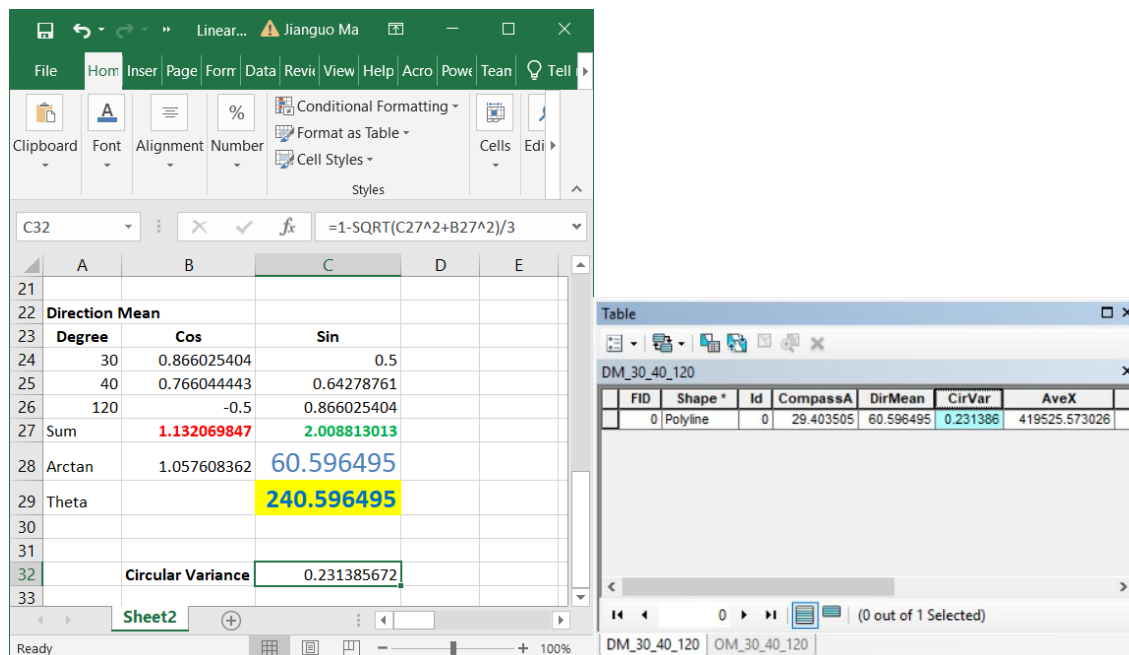 Linear... Jianguo Ma
File Hom Inser Page Form Data Revie View Help Acro Powe Tean Tell
Clipboard Font Alignment Number Conditional Formatting Format as Table Cell Styles Cells Edi
Styles
C32 fx =1-SQRT(C27^2+B27^2)/3
A B C D E
21
22 Direction Mean
23 Degree Cos Sin
24 30 0.866025404 0.5
25 40 0.766044443 0.64278761
26 120 -0.5 0.866025404
27 Sum 1.132069847 2.008813013
28 Arctan 1.057608362 60.596495
29 Theta 240.596495
30
31
32 Circular Variance 0.231385672
33
Sheet2
Ready 100%
Table
DM_30_40_120
FID Shape * Id CompassA DirMean CirVar AveX
0 Polyline 0 29.403505 60.596495 0.231386 419525.573026
0 (0 out of 1 Selected)
DM_30_40_120 OM_30_40_120